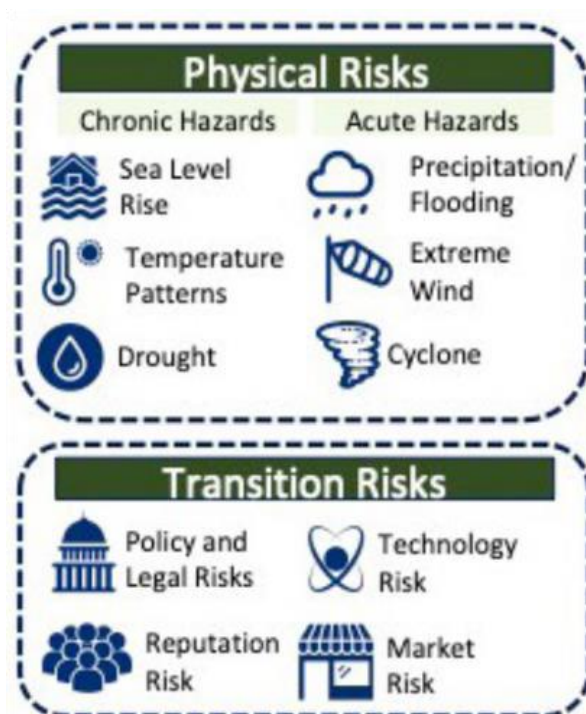 Physical Risks
Chronic Hazards
Acute Hazards
Sea Level
Rise
Precipitation/
Flooding
Temperature
Patterns
Extreme
Wind
Drought
Cyclone
Transition Risks
Policy and
Legal Risks
Technology
Risk
Reputation
Risk
Market
Risk